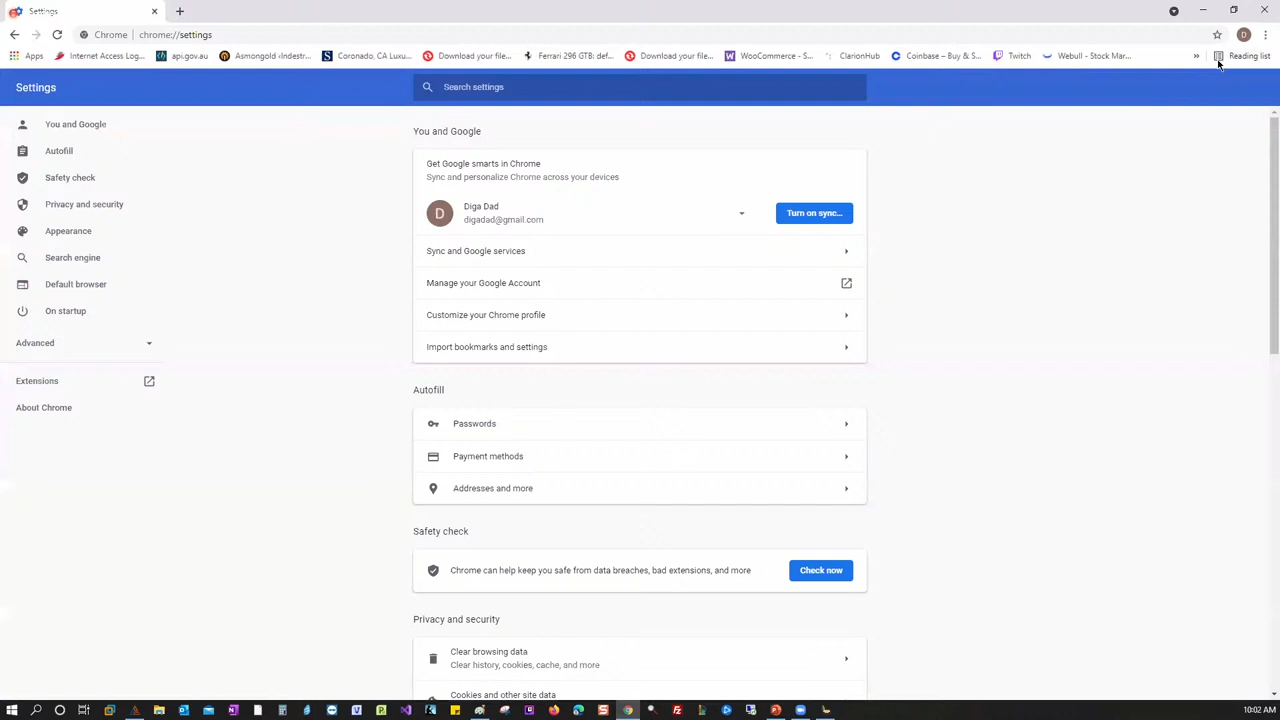 Settings
Chrome | chrome://settings
Apps Internet Access Log... api.gov.au Asmongold «Indestr... Coronado, CA Luxu... Download your file... Ferrari 296 GTB: def... Download your file... WooCommerce - S... ClarionHub Coinbase – Buy & S... Twitch Webull - Stock Mar... » Reading list
Settings
Search settings
You and Google
Autofill
Safety check
Privacy and security
Appearance
Search engine
Default browser
On startup
Advanced
Extensions
About Chrome
You and Google
Get Google smarts in Chrome
Sync and personalize Chrome across your devices
D
Diga Dad
digadad@gmail.com
Turn on sync...
Sync and Google services
Manage your Google Account
Customize your Chrome profile
Import bookmarks and settings
Autofill
Passwords
Payment methods
Addresses and more
Safety check
Chrome can help keep you safe from data breaches, bad extensions, and more
Check now
Privacy and security
Clear browsing data
Clear history, cookies, cache, and more
Cookies and other site data
10:02 AM